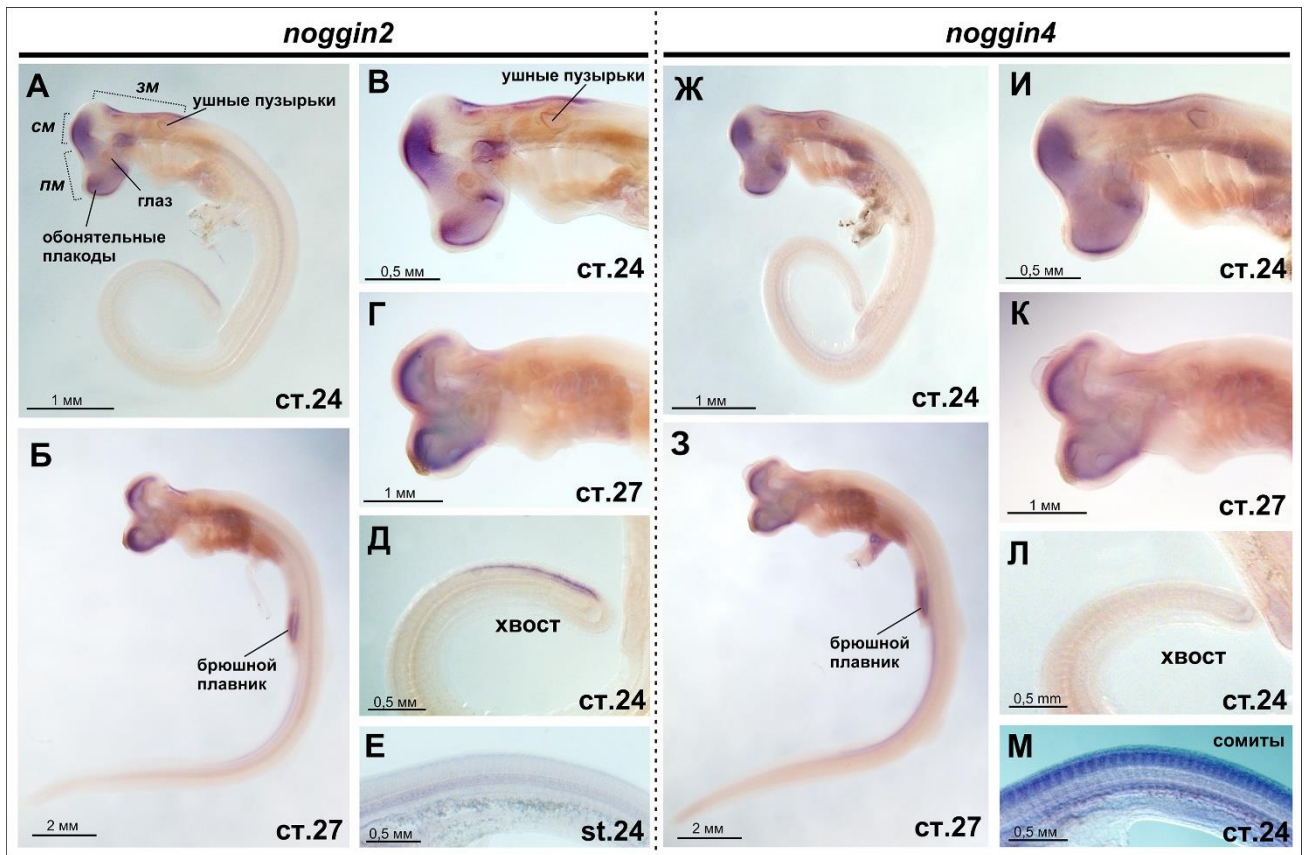 noggin2
noggin4
А
зм
ушные пузырьки
см
пм
глаз
обонятельные
плакоды
1 мм
ст.24
В
ушные пузырьки
0,5 мм
ст.24
Б
брюшной
плавник
2 мм
ст.27
Г
1 мм
ст.27
Д
хвост
0,5 мм
ст.24
Е
0,5 мм
st.24
Ж
1 мм
ст.24
И
0,5 мм
ст.24
З
брюшной
плавник
2 мм
ст.27
К
1 мм
ст.27
Л
хвост
0,5 mm
ст.24
М
сомиты
0,5 мм
ст.24